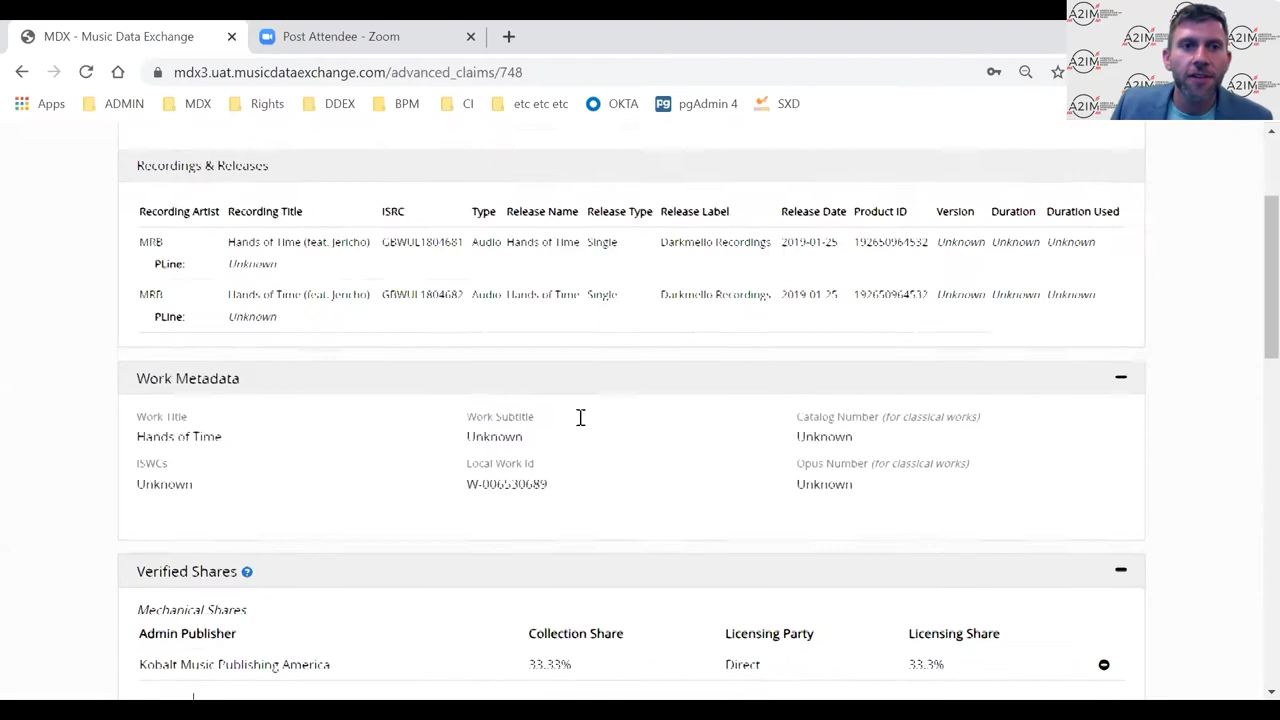 MDX - Music Data Exchange
Post Attendee - Zoom
mdx3.uat.musicdataexchange.com/advanced_claims/748
Apps ADMIN MDX Rights DDEX BPM CI etc etc etc OKTA pgAdmin 4 SXD
A2IM
Recordings & Releases
Recording Artist Recording Title ISRC Type Release Name Release Type Release Label Release Date Product ID Version Duration Duration Used
MRB Hands of Time (feat. Jericho) GBWUL1804681 Audio Hands of Time Single Darkmello Recordings 2019-01-25 192650964532 Unknown Unknown Unknown
PLine: Unknown
MRB Hands of Time (feat. Jericho) GBWUL1804682 Audio Hands of Time Single Darkmello Recordings 2019-01-25 192650964532 Unknown Unknown Unknown
PLine: Unknown
Work Metadata
Work Title Work Subtitle Catalog Number (for classical works)
Hands of Time Unknown Unknown
ISWCs Local Work Id Opus Number (for classical works)
Unknown W-006530689 Unknown
Verified Shares
Mechanical Shares
Admin Publisher Collection Share Licensing Party Licensing Share
Kobalt Music Publishing America 33.33% Direct 33.3%